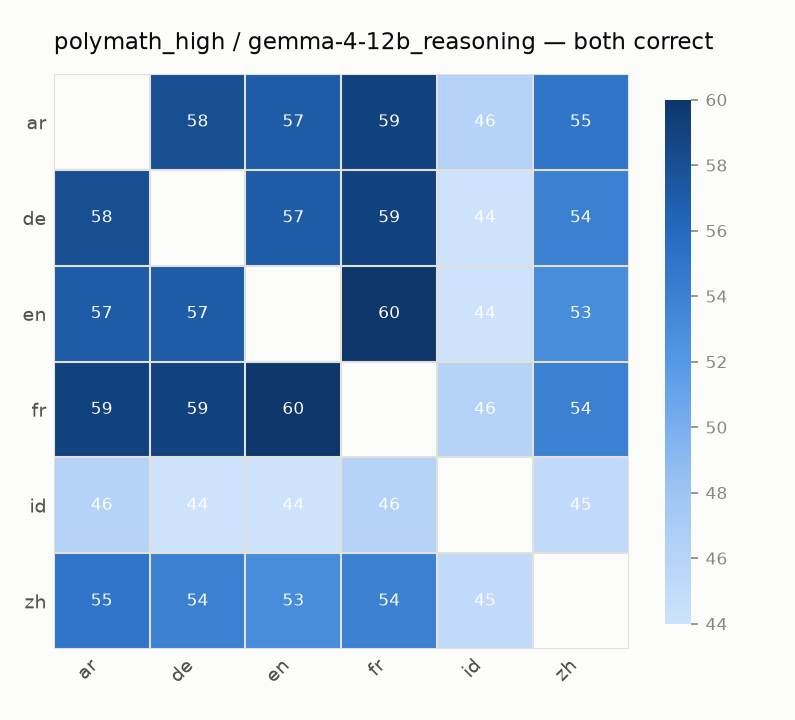 polymath_high / gemma-4-12b_reasoning — both correct
ar 58 57 59 46 55
de 58 57 59 44 54
en 57 57 60 44 53
fr 59 59 60 46 54
id 46 44 44 46 45
zh 55 54 53 54 45
ar de en fr id zh
60
58
56
54
52
50
48
46
44